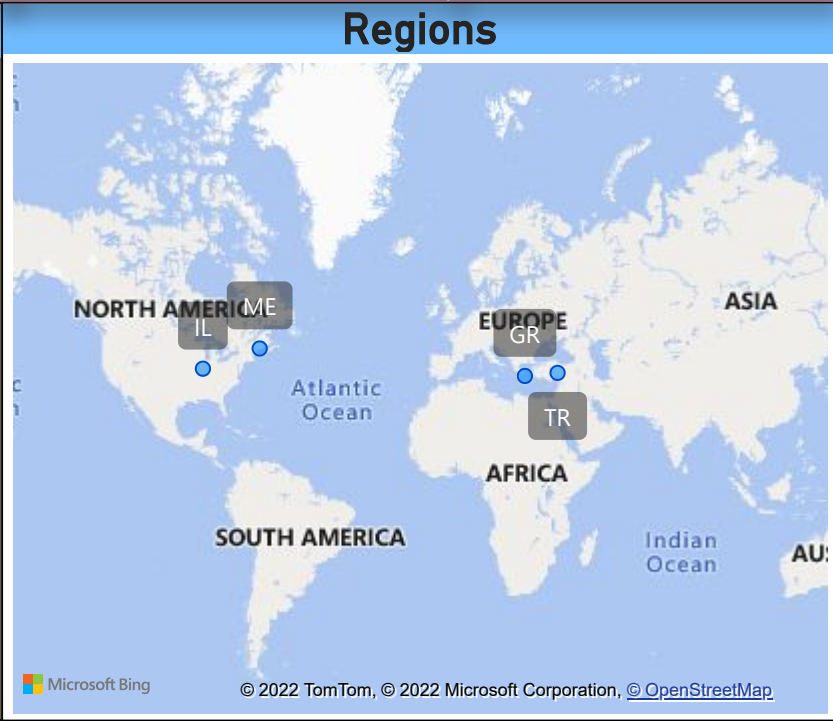 Regions
NORTH AMERICA
ME
IL
EUROPE
GR
ASIA
Atlantic
Ocean
TR
AFRICA
SOUTH AMERICA
Indian
Ocean
AU
Microsoft Bing
© 2022 TomTom, © 2022 Microsoft Corporation, © OpenStreetMap